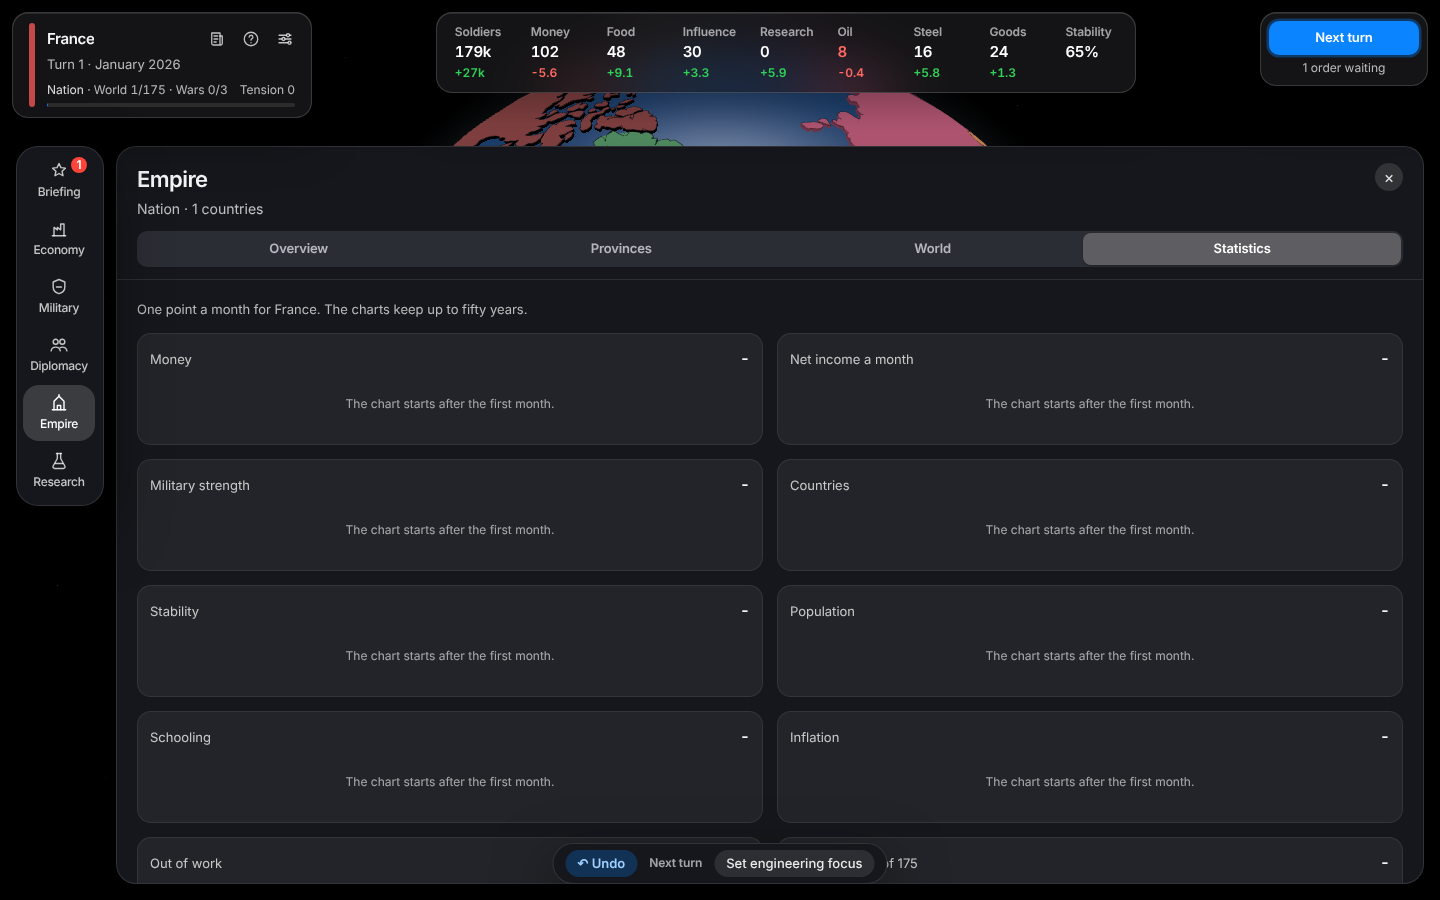 France
Turn 1 · January 2026
Nation · World 1/175 · Wars 0/3 Tension 0
Soldiers Money Food Influence Research Oil Steel Goods Stability
179k 102 48 30 0 8 16 24 65%
+27k -5.6 +9.1 +3.3 +5.9 -0.4 +5.8 +1.3
Next turn
1 order waiting
1
Briefing
Economy
Military
Diplomacy
Empire
Research
Empire
Nation · 1 countries
×
Overview Provinces World Statistics
One point a month for France. The charts keep up to fifty years.
Money -
The chart starts after the first month.
Net income a month -
The chart starts after the first month.
Military strength -
The chart starts after the first month.
Countries -
The chart starts after the first month.
Stability -
The chart starts after the first month.
Population -
The chart starts after the first month.
Schooling -
The chart starts after the first month.
Inflation -
The chart starts after the first month.
Out of work
of 175 -
↶ Undo Next turn Set engineering focus